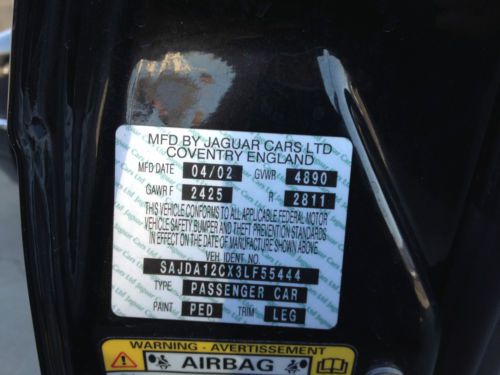 MFD BY JAGUAR CARS LTD
COVENTRY ENGLAND
MFD DATE 04/02 GVWR 4890
GAWR F 2425 R 2811
THIS VEHICLE CONFORMS TO ALL APPLICABLE FEDERAL MOTOR
VEHICLE SAFETY, BUMPER AND THEFT PREVENTION STANDARDS
IN EFFECT ON THE DATE OF MANUFACTURE SHOWN ABOVE.
VEH. IDENT NO.
SAJDA12CX3LF55444
TYPE PASSENGER CAR
PAINT PED TRIM LEG
WARNING - AVERTISSEMENT
AIRBAG